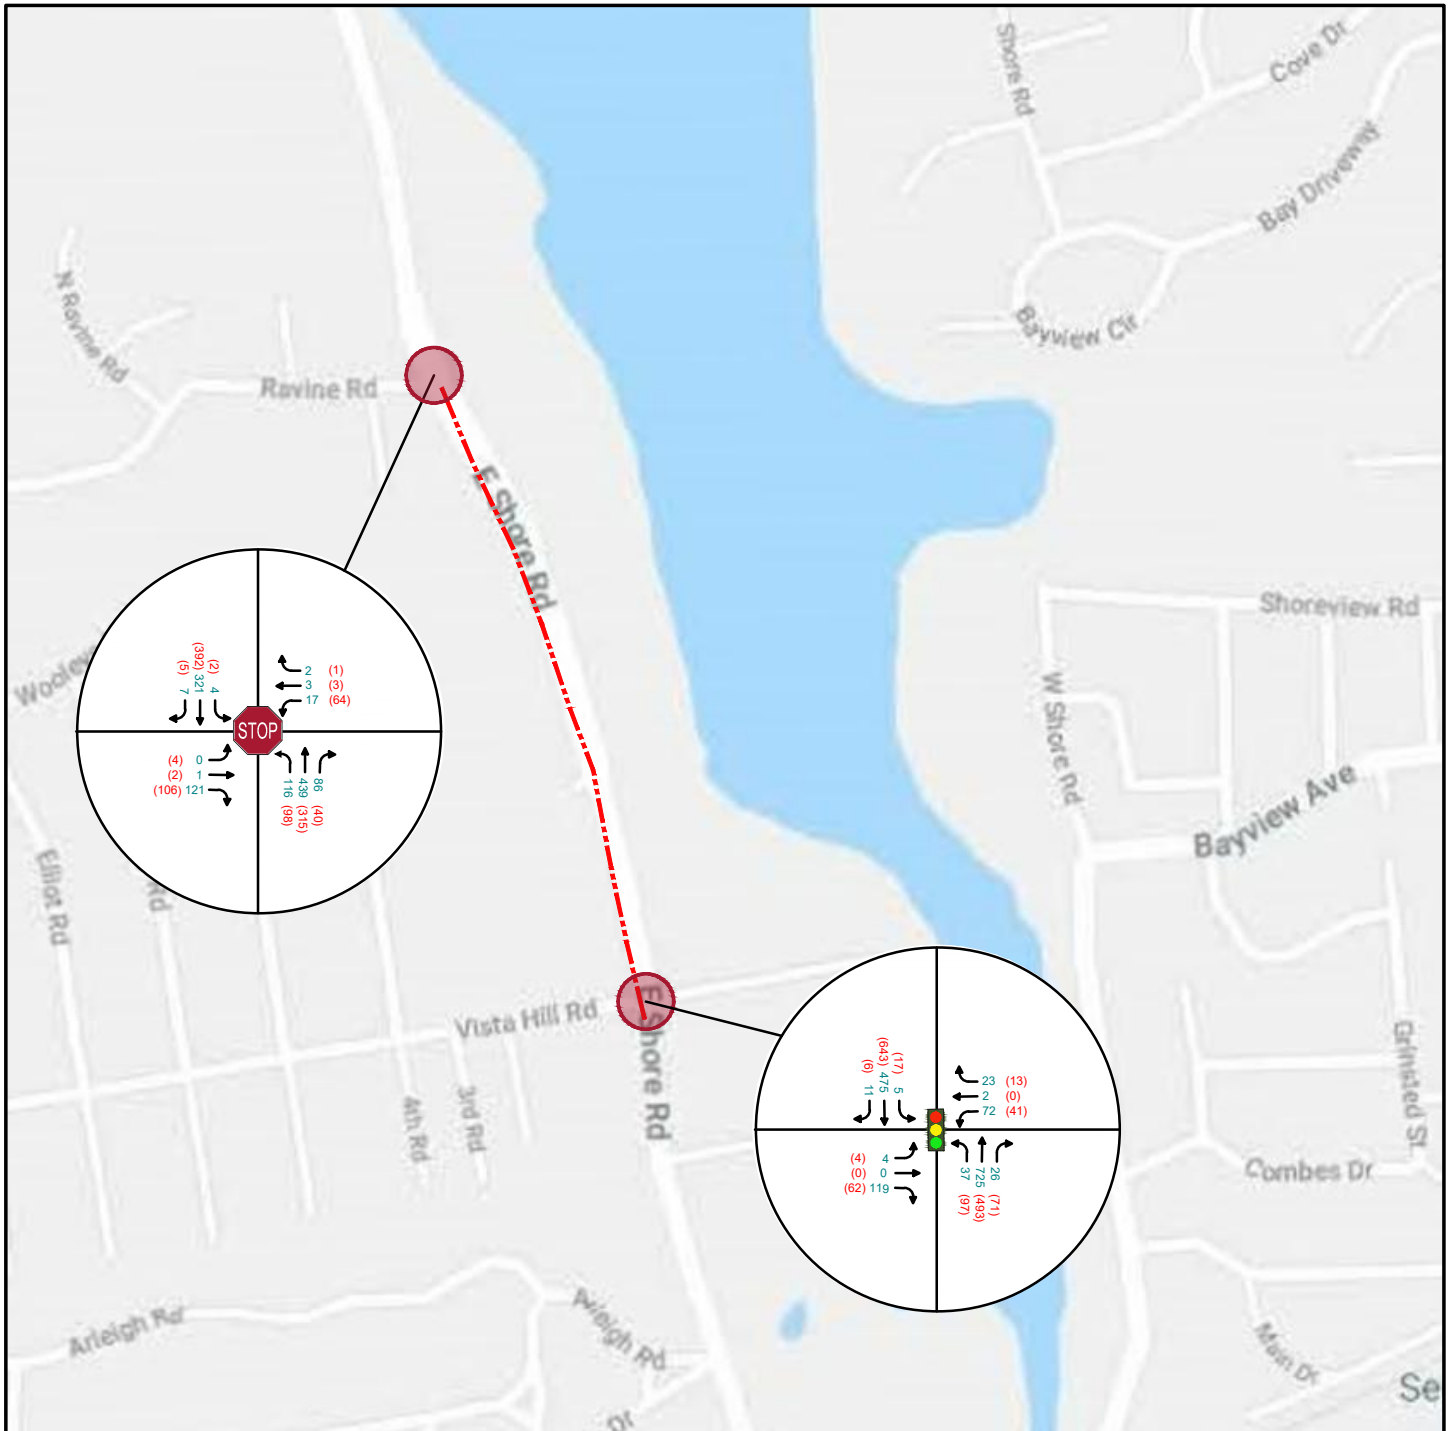 Shore Rd
Cove Dr
Bay Driveway
N Ravine Rd
Bayview Cir
Ravine Rd
E Shore Rd
Shoreview Rd
W Shore Rd
Bayview Ave
(5) 7
(392) 321
(2) 4
2 (1)
3 (3)
17 (64)
STOP
(4) 0
(2) 1
(106) 121
116 (98)
439 (315)
86 (40)
Elliot Rd
Rd
Vista Hill Rd
E Shore Rd
4th Rd
3rd Rd
(6) 11
(643) 475
(17) 5
23 (13)
2 (0)
72 (41)
(4) 4
(0) 0
(62) 119
37 (97)
725 (493)
26 (71)
Grinsted St
Combes Dr
Arleigh Rd
Arleigh Rd
Main Dr
Dr
Se